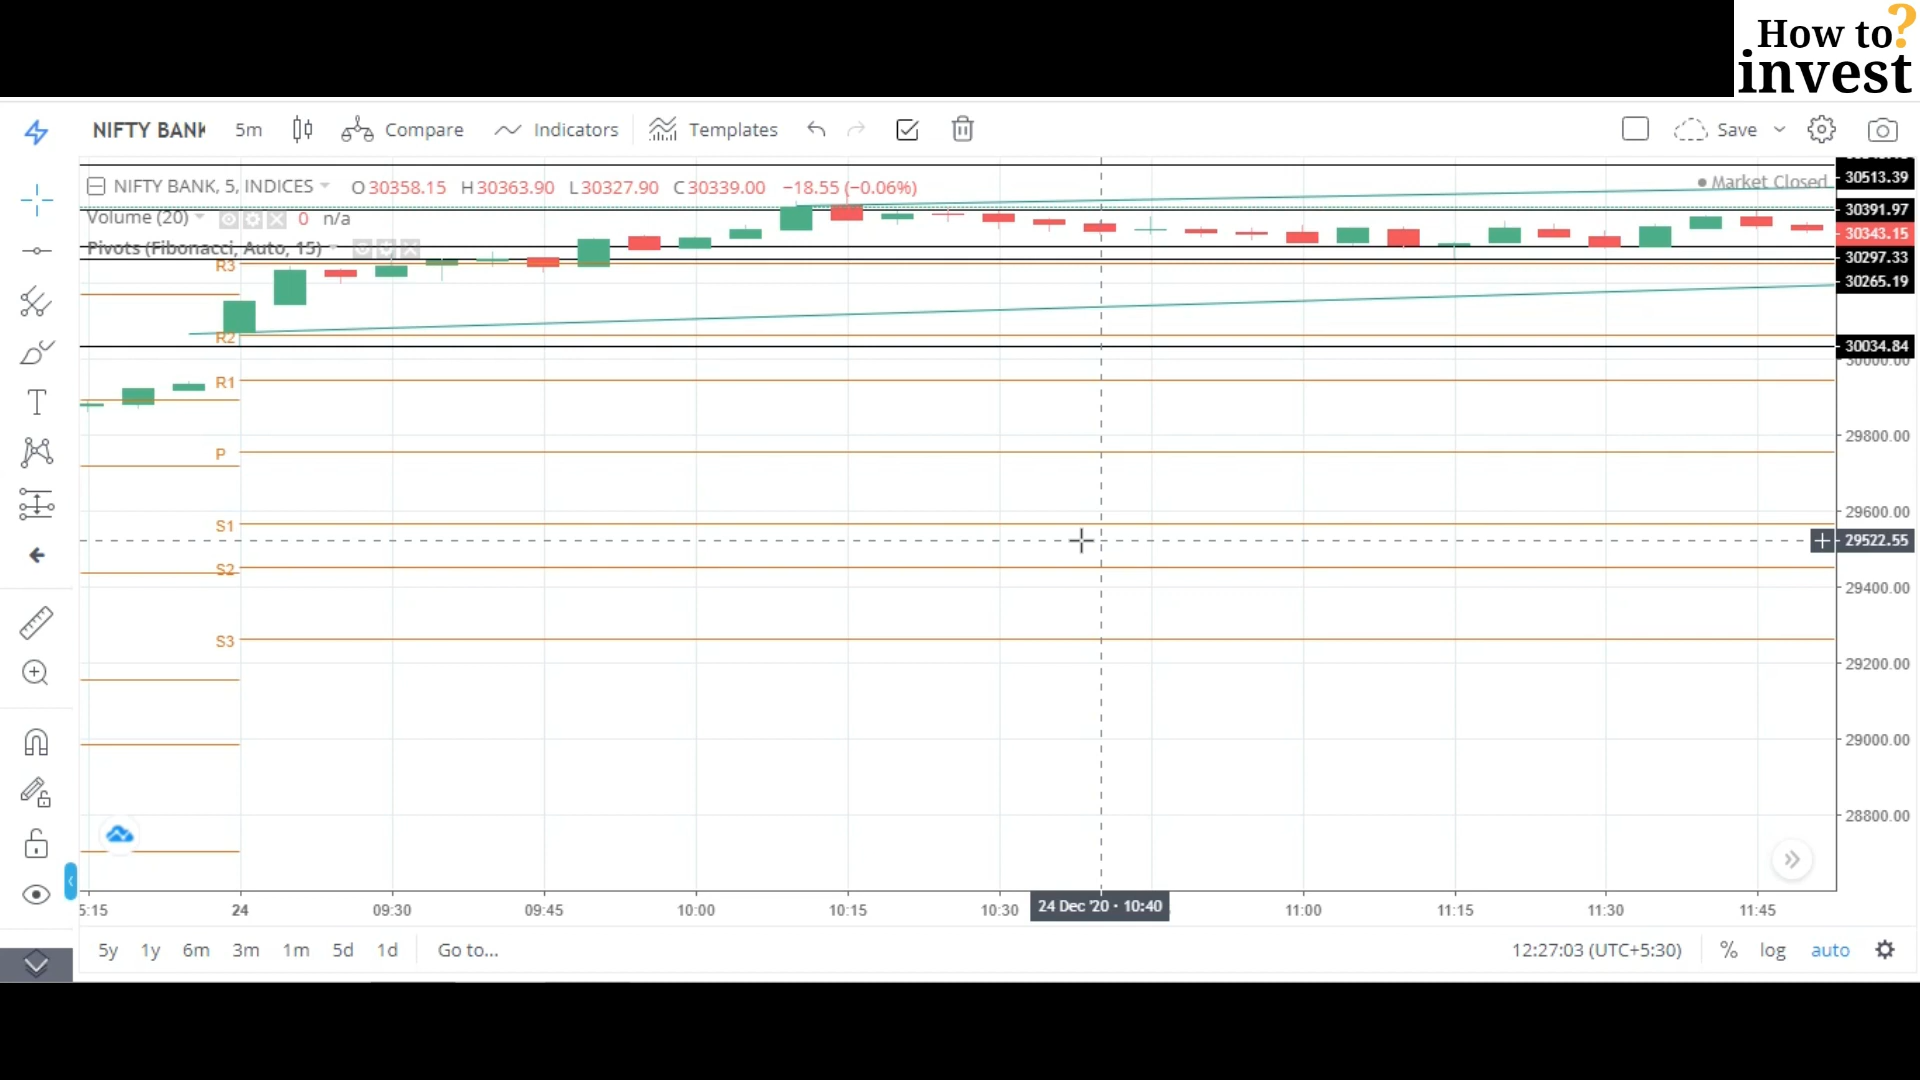 How to?
invest
NIFTY BANK 5m Compare Indicators Templates Save
NIFTY BANK, 5, INDICES O30358.15 H30363.90 L30327.90 C30339.00 −18.55 (−0.06%)
Market Closed
Volume (20) 0 n/a
Pivots (Fibonacci, Auto, 15)
R3
R2
R1
P
S1
S2
S3
30513.39
30391.97
30343.15
30297.33
30265.19
30034.84
30000.00
29800.00
29600.00
29522.55
29400.00
29200.00
29000.00
28800.00
5:15 24 09:30 09:45 10:00 10:15 10:30 24 Dec '20 · 10:40 11:00 11:15 11:30 11:45
5y 1y 6m 3m 1m 5d 1d Go to... 12:27:03 (UTC+5:30) % log auto